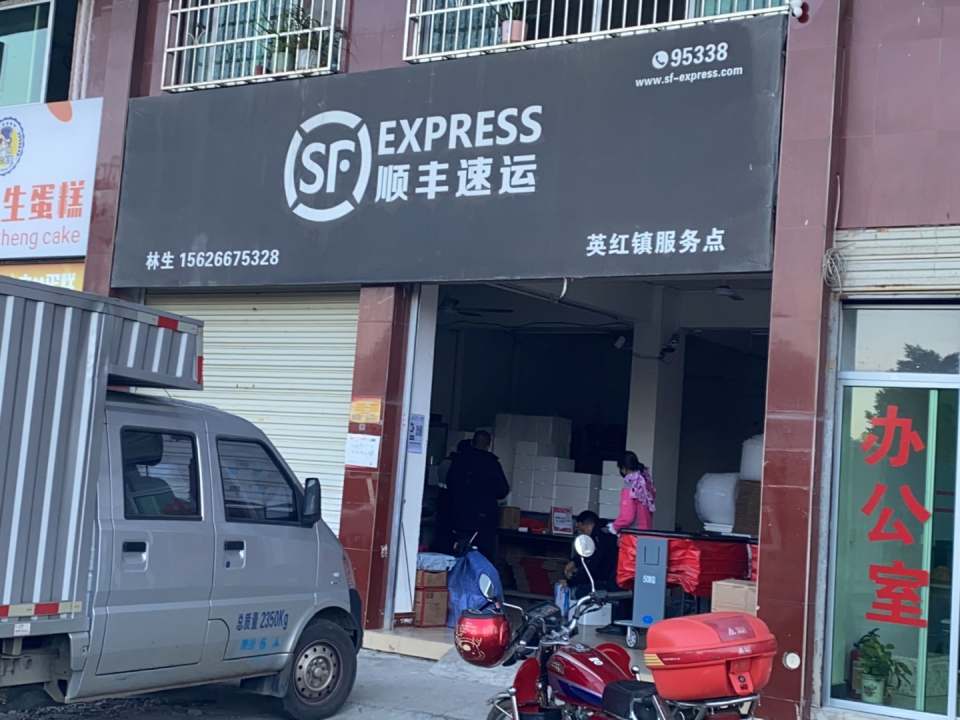 95338
www.sf-express.com
SF EXPRESS
顺丰速运
林生 15626675328
英红镇服务点
生蛋糕
heng cake
总质量 2350Kg
50KG
办公室